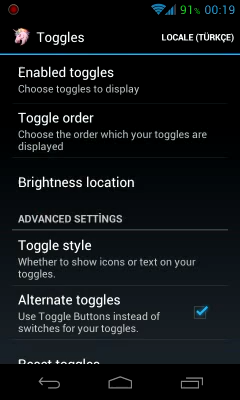 91% 00:19
Toggles
LOCALE (TÜRKÇE)
Enabled toggles
Choose toggles to display
Toggle order
Choose the order which your toggles are
displayed
Brightness location
ADVANCED SETTİNGS
Toggle style
Whether to show icons or text on your
toggles.
Alternate toggles
Use Toggle Buttons instead of
switches for your toggles.
Reset toggles